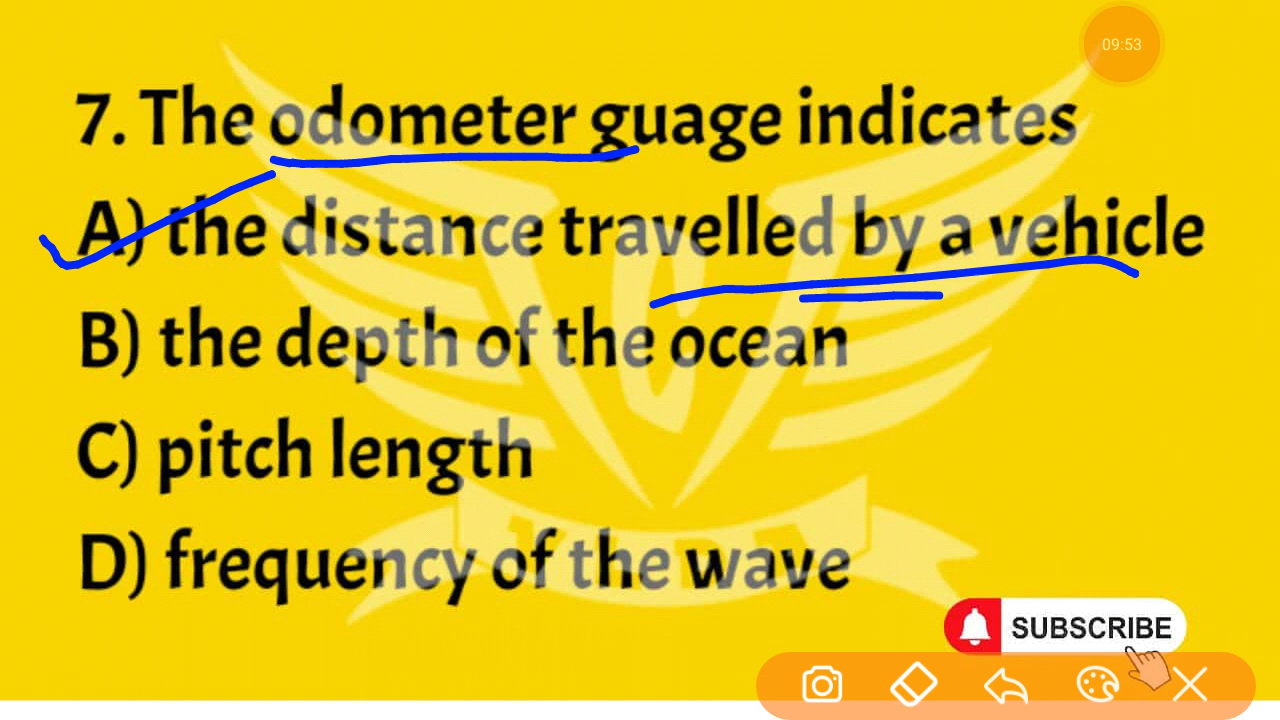 09:53
7. The odometer guage indicates
A) the distance travelled by a vehicle
B) the depth of the ocean
C) pitch length
D) frequency of the wave
SUBSCRIBE